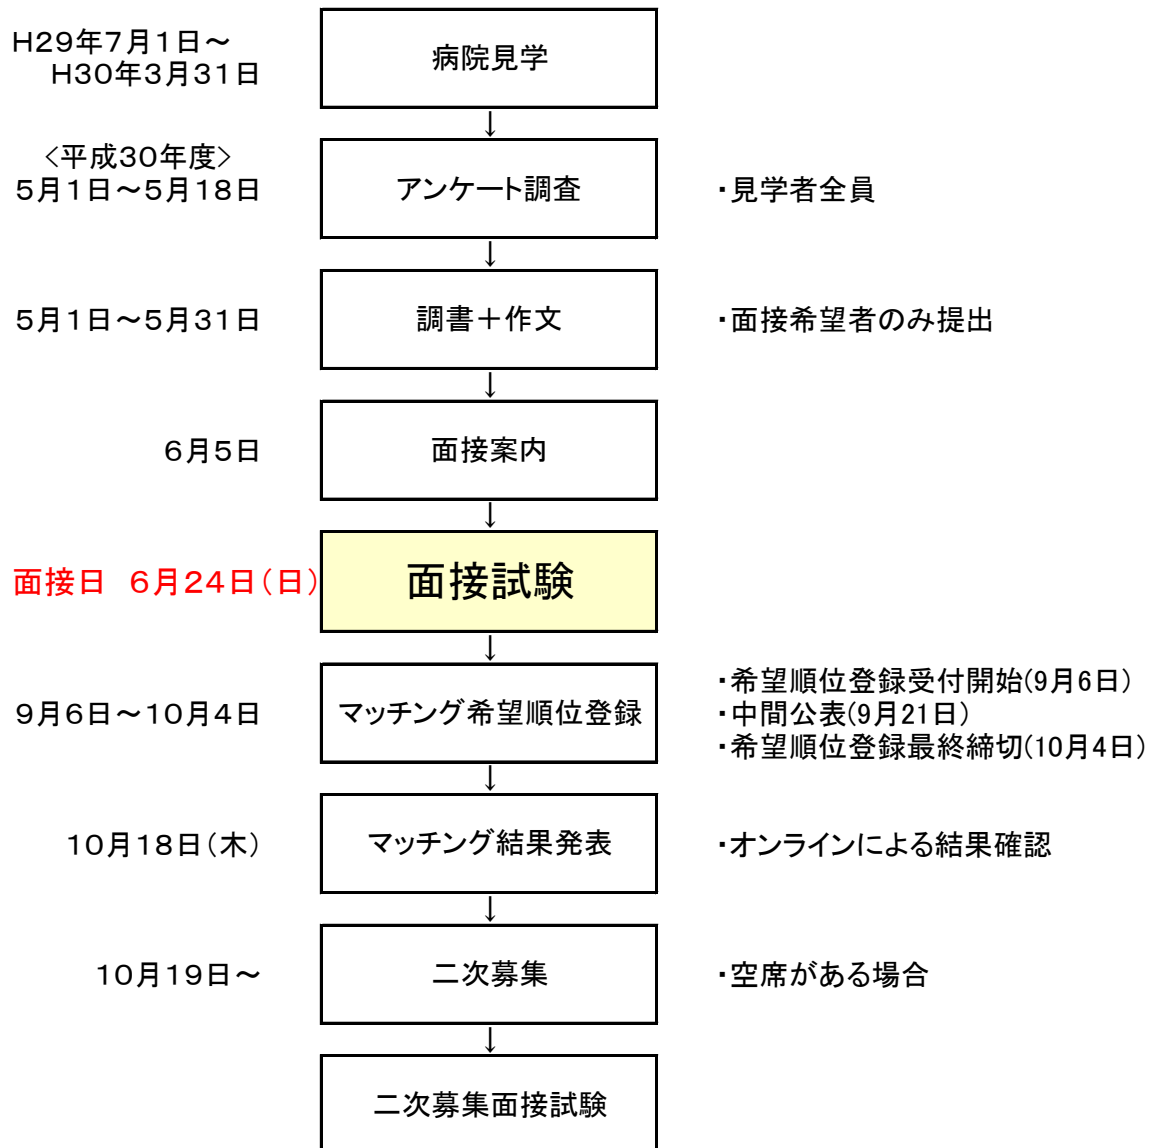 H29年7月1日～
H30年3月31日
病院見学
↓
<平成30年度>
5月1日～5月18日
アンケート調査
・見学者全員
↓
5月1日～5月31日
調書＋作文
・面接希望者のみ提出
↓
6月5日
面接案内
↓
面接日　6月24日(日)
面接試験
↓
9月6日～10月4日
マッチング希望順位登録
・希望順位登録受付開始(9月6日)
・中間公表(9月21日)
・希望順位登録最終締切(10月4日)
↓
10月18日(木)
マッチング結果発表
・オンラインによる結果確認
↓
10月19日～
二次募集
・空席がある場合
↓
二次募集面接試験